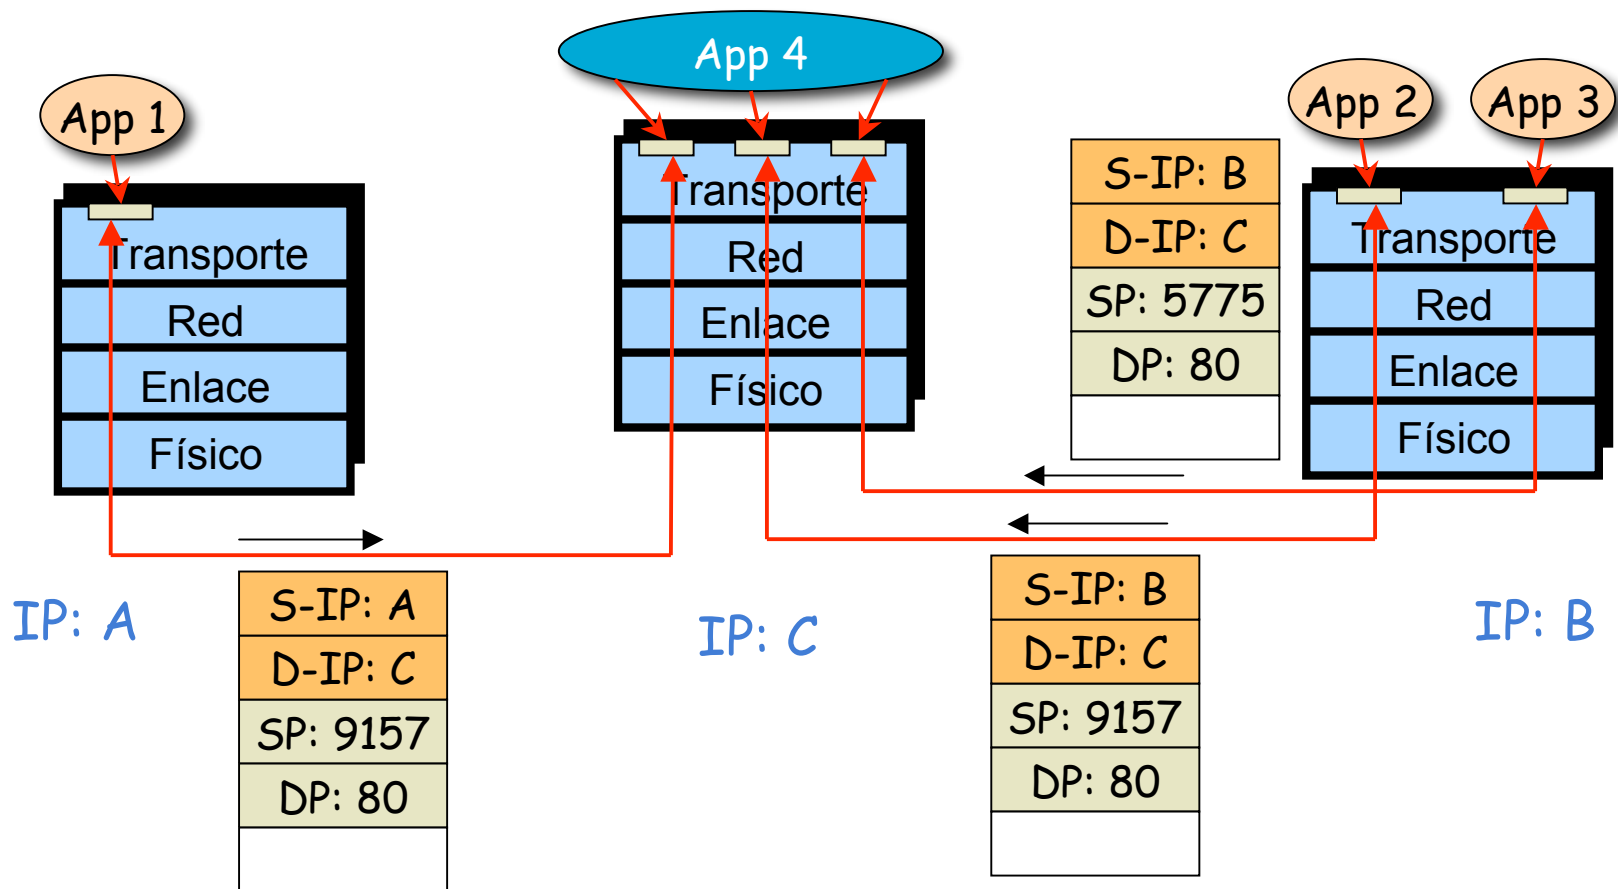 App 4
App 1
App 2
App 3
Transporte
Red
Enlace
Físico
Transporte
Red
Enlace
Físico
S-IP: B
D-IP: C
SP: 5775
DP: 80
Transporte
Red
Enlace
Físico
IP: A
S-IP: A
D-IP: C
SP: 9157
DP: 80
IP: C
S-IP: B
D-IP: C
SP: 9157
DP: 80
IP: B